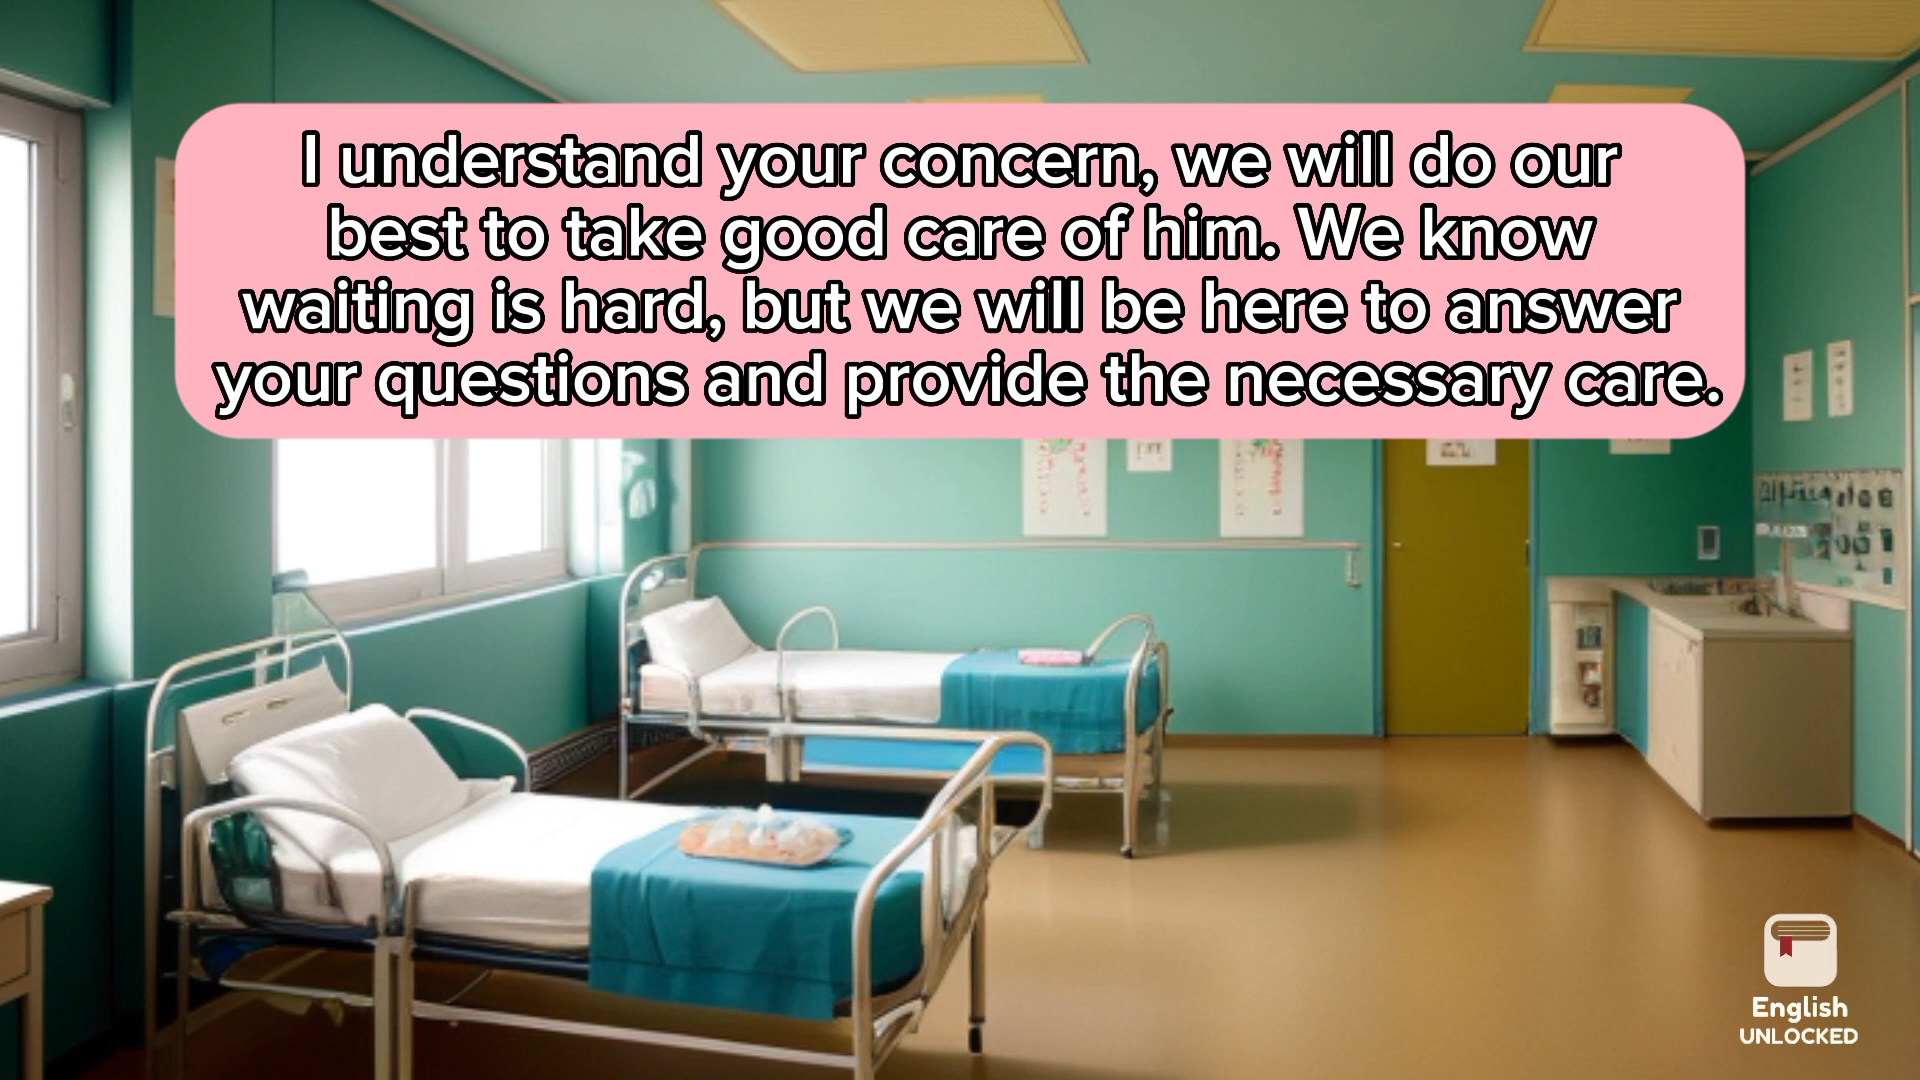 I understand your concern, we will do our
best to take good care of him. We know
waiting is hard, but we will be here to answer
your questions and provide the necessary care.
English
UNLOCKED